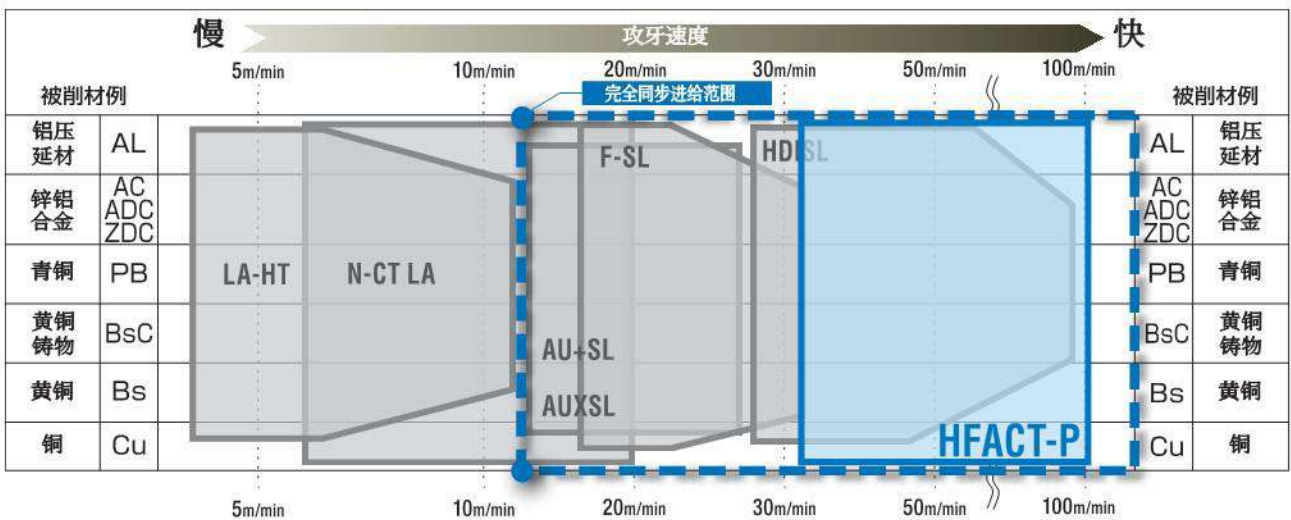 慢 攻牙速度 快
5m/min 10m/min 20m/min 30m/min 50m/min 100m/min
被削材例 完全同步进给范围 被削材例
铝压
延材 AL F-SL HDISL AL 铝压
延材
锌铝
合金 AC
ADC
ZDC AC
ADC
ZDC 锌铝
合金
青铜 PB LA-HT N-CT LA PB 青铜
黄铜
铸物 BsC AU+SL BsC 黄铜
铸物
黄铜 Bs AUXSL Bs 黄铜
铜 Cu HFACT-P Cu 铜
5m/min 10m/min 20m/min 30m/min 50m/min 100m/min